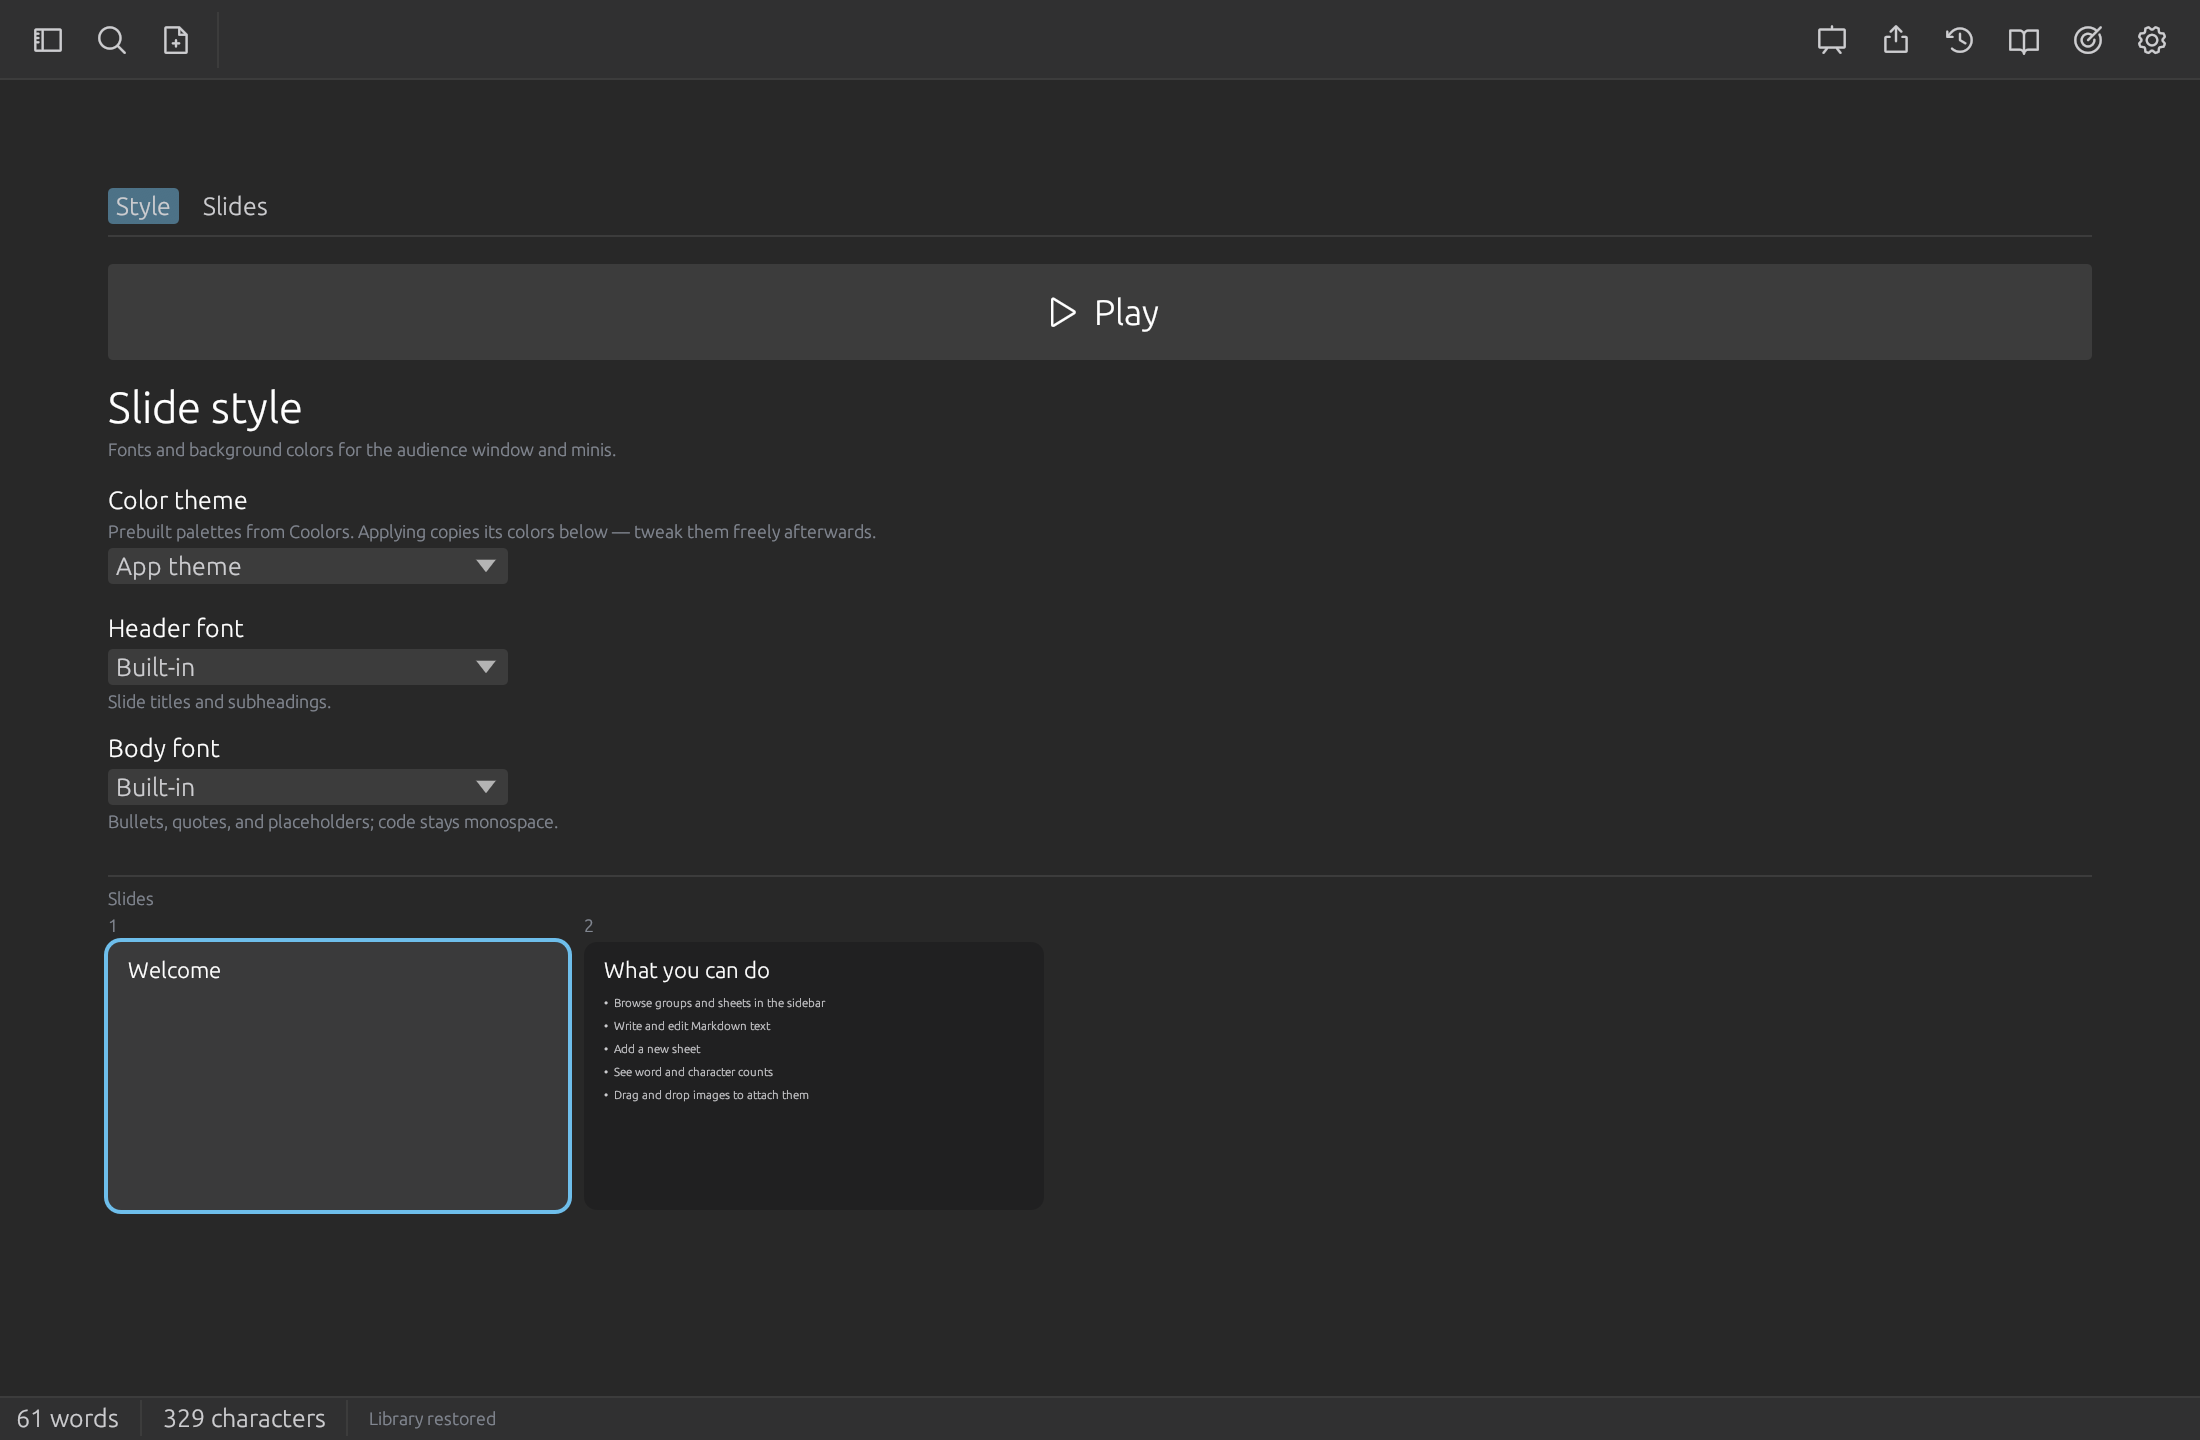 Style Slides
Play
Slide style
Fonts and background colors for the audience window and minis.
Color theme
Prebuilt palettes from Coolors. Applying copies its colors below — tweak them freely afterwards.
App theme
Header font
Built-in
Slide titles and subheadings.
Body font
Built-in
Bullets, quotes, and placeholders; code stays monospace.
Slides
1
Welcome
2
What you can do
• Browse groups and sheets in the sidebar
• Write and edit Markdown text
• Add a new sheet
• See word and character counts
• Drag and drop images to attach them
61 words 329 characters Library restored